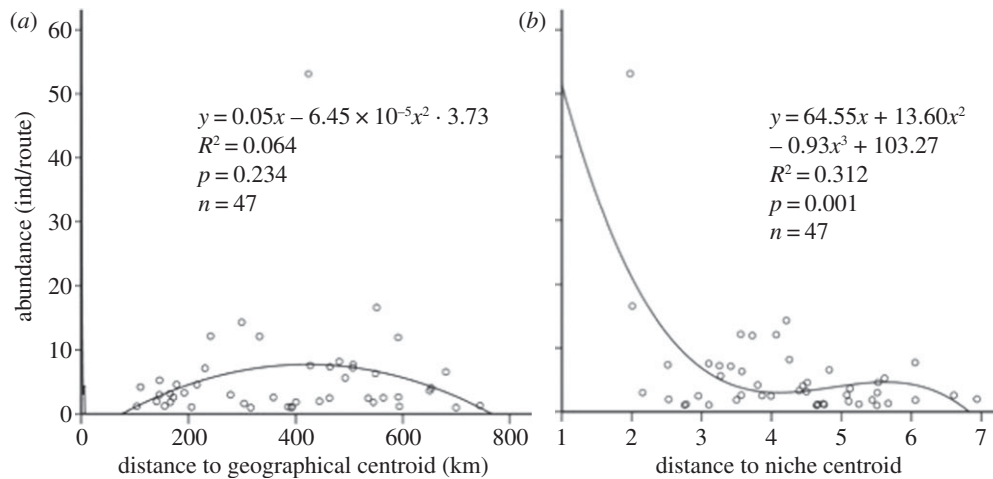 (a)
60
50
40
30
20
10
0
abundance (ind/route)
y = 0.05x – 6.45 × 10⁻⁵x² · 3.73
R² = 0.064
p = 0.234
n = 47
0 200 400 600 800
distance to geographical centroid (km)
(b)
y = 64.55x + 13.60x²
– 0.93x³ + 103.27
R² = 0.312
p = 0.001
n = 47
1 2 3 4 5 6 7
distance to niche centroid